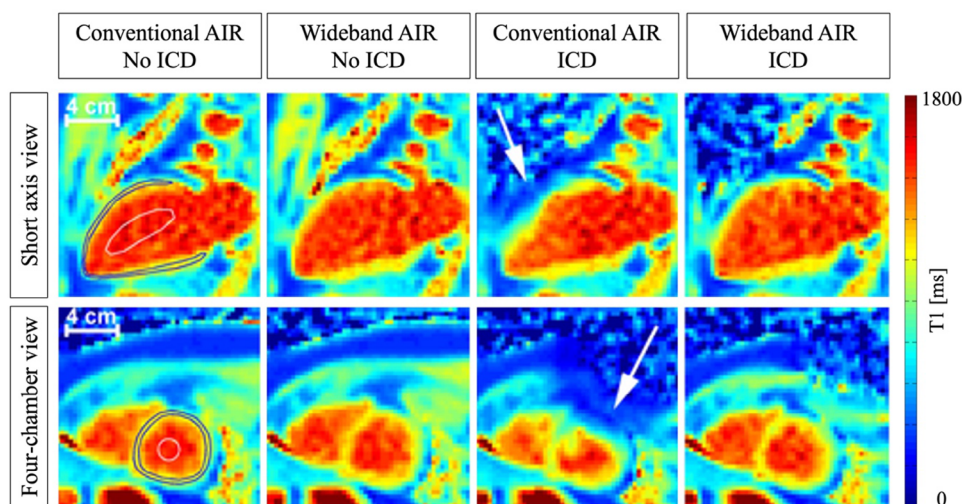 Conventional AIR
No ICD
Wideband AIR
No ICD
Conventional AIR
ICD
Wideband AIR
ICD
Short axis view
4 cm
1800
T1 [ms]
Four-chamber view
4 cm
0